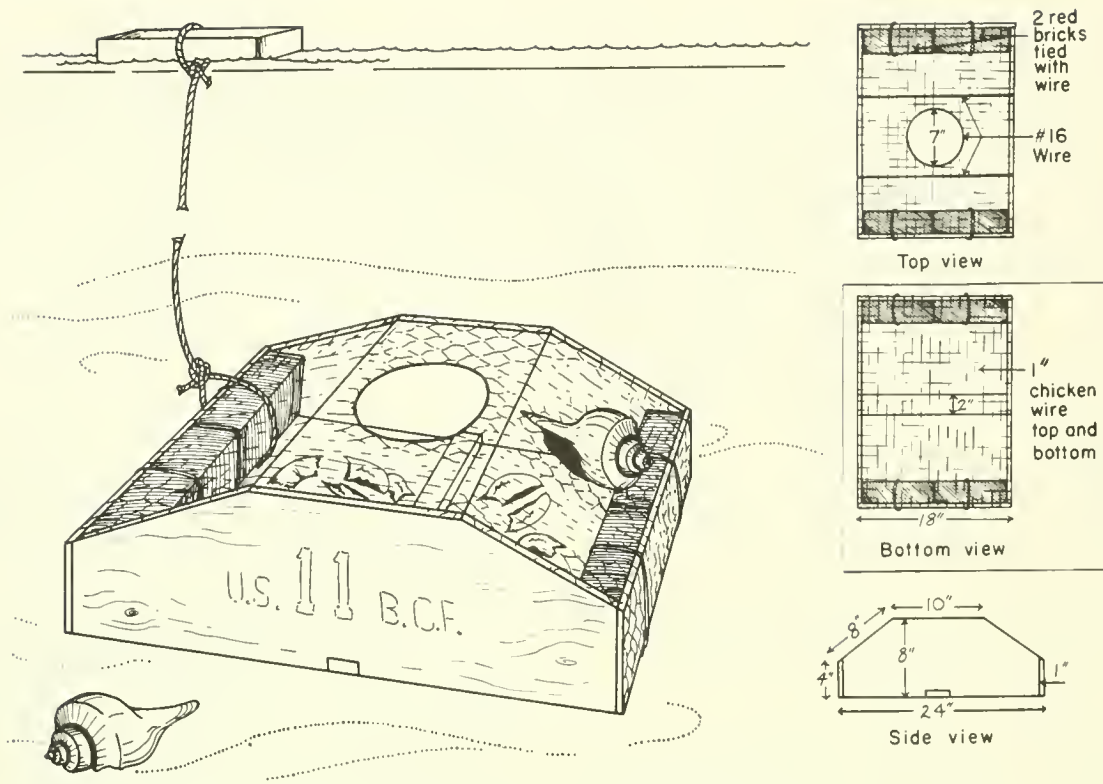 2 red
bricks
tied
with
wire
7"
#16
Wire
Top view
1"
chicken
wire
top and
bottom
2"
18"
Bottom view
U.S. 11 B.C.F.
10"
8"
8"
4"
1"
24"
Side view